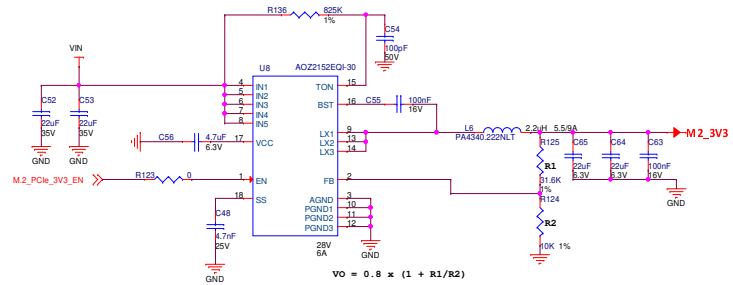 R136 825K
1%
C54
100pF
50V
VIN
U8 AOZ2152EQI-30
C52
22uF
35V
C53
22uF
35V
GND GND
4 IN1
5 IN2
6 IN3
7 IN4
8 IN5
TON 15
GND
BST 16
C55 100nF
16V
C56 4.7uF
6.3V
17 VCC
LX1 9
LX2 13
LX3 14
L6 2.2uH 5.5/9A
PA4340.222NLT
M.2_3V3
R125
R1
31.6K
1%
C65
22uF
6.3V
C64
22uF
6.3V
C63
100nF
16V
GND
M.2_PCIe_3V3_EN
R123 0
1 EN
FB 2
R124
R2
10K 1%
18 SS
AGND 3
PGND1 10
PGND2 11
PGND3 12
C48
4.7nF
25V
GND
28V
6A
GND
GND
VO = 0.8 x (1 + R1/R2)